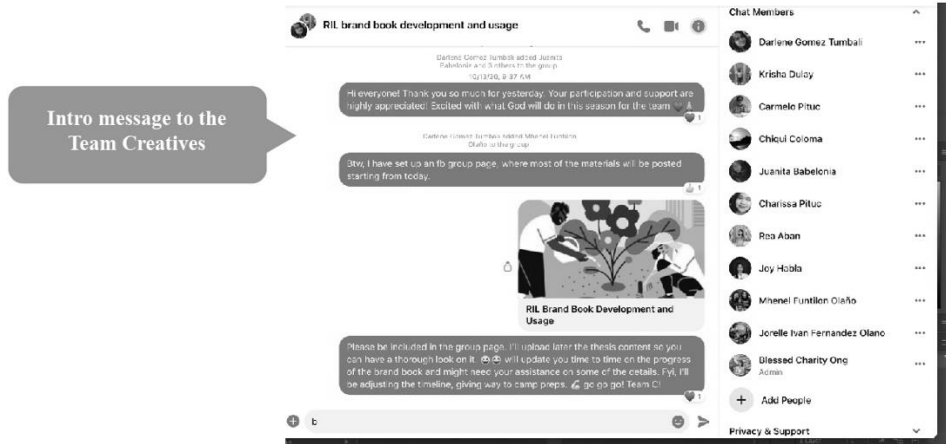 Intro message to the
Team Creatives
RIL brand book development and usage
Darlene Gomez Tumbali added Juanita
Babelonia and 3 others to the group
10/13/20, 9:37 AM
Hi everyone! Thank you so much for yesterday. Your participation and support are
highly appreciated! Excited with what God will do in this season for the team
1
Darlene Gomez Tumbali added Mhenel Funtilon
Olaño to the group
Btw, I have set up an fb group page, where most of the materials will be posted
starting from today.
1
RIL Brand Book Development and
Usage
Please be included in the group page. I'll upload later the thesis content so you
can have a thorough look on it. 😄😄 will update you time to time on the progress
of the brand book and might need your assistance on some of the details. Fyi, I'll
be adjusting the timeline, giving way to camp preps. 💪 go go go! Team C!
1
b
Chat Members
Darlene Gomez Tumbali
Krisha Dulay
Carmelo Pituc
Chiqui Coloma
Juanita Babelonia
Charissa Pituc
Rea Aban
Joy Habla
Mhenel Funtilon Olaño
Jorelle Ivan Fernandez Olano
Blessed Charity Ong
Admin
Add People
Privacy & Support